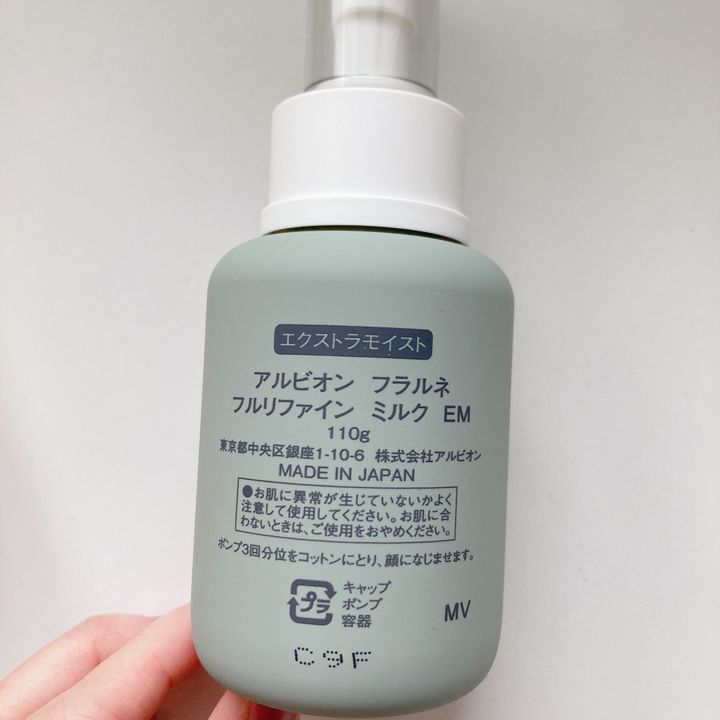 エクストラモイスト
アルビオン フラルネ
フルリファイン ミルク EM
110g
東京都中央区銀座1-10-6 株式会社アルビオン
MADE IN JAPAN
●お肌に異常が生じていないかよく
注意して使用してください。お肌に合
わないときは、ご使用をおやめください。
ポンプ3回分位をコットンにとり、顔になじませます。
プラ
キャップ
ポンプ
容器
MV
C9F